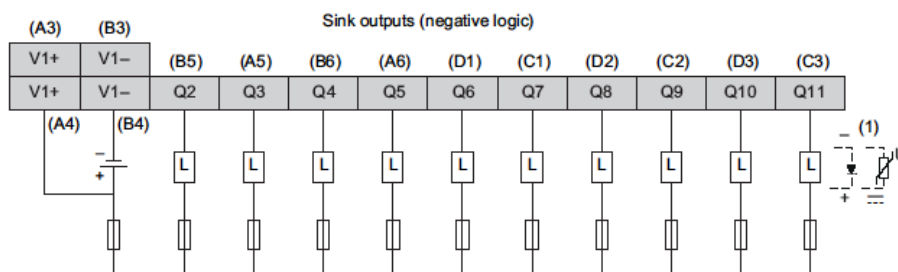 Sink outputs (negative logic)
(A3) (B3)
V1+ V1– (B5) (A5) (B6) (A6) (D1) (C1) (D2) (C2) (D3) (C3)
V1+ V1– Q2 Q3 Q4 Q5 Q6 Q7 Q8 Q9 Q10 Q11
(A4) (B4) (1)
– –
L L L L L L L L L L U
+ +